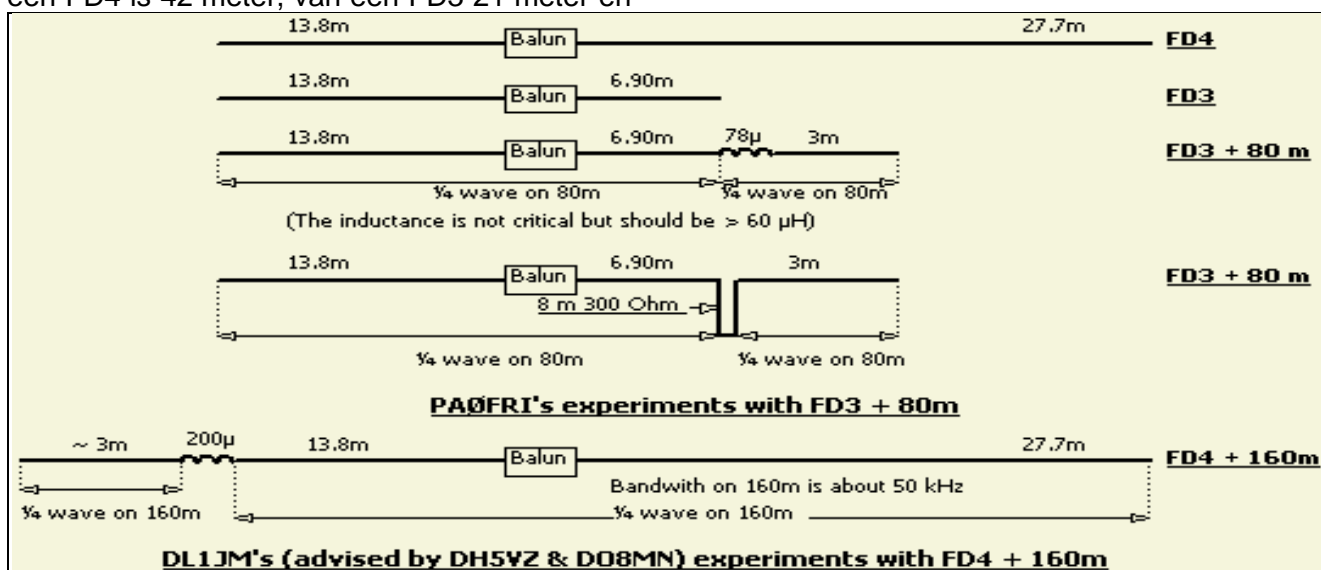 een FD4 is 42 meter, van een FD3 21 meter en
13.8m Balun 27.7m FD4
13.8m Balun 6.90m FD3
13.8m Balun 6.90m 78µ 3m FD3 + 80 m
¼ wave on 80m ¼ wave on 80m
(The inductance is not critical but should be > 60 µH)
13.8m Balun 6.90m 3m FD3 + 80 m
8 m 300 Ohm
¼ wave on 80m ¼ wave on 80m
PAØFRI's experiments with FD3 + 80m
~ 3m 200µ 13.8m Balun 27.7m FD4 + 160m
Bandwith on 160m is about 50 kHz
¼ wave on 160m ¼ wave on 160m
DL1JM's (advised by DH5VZ & DO8MN) experiments with FD4 + 160m